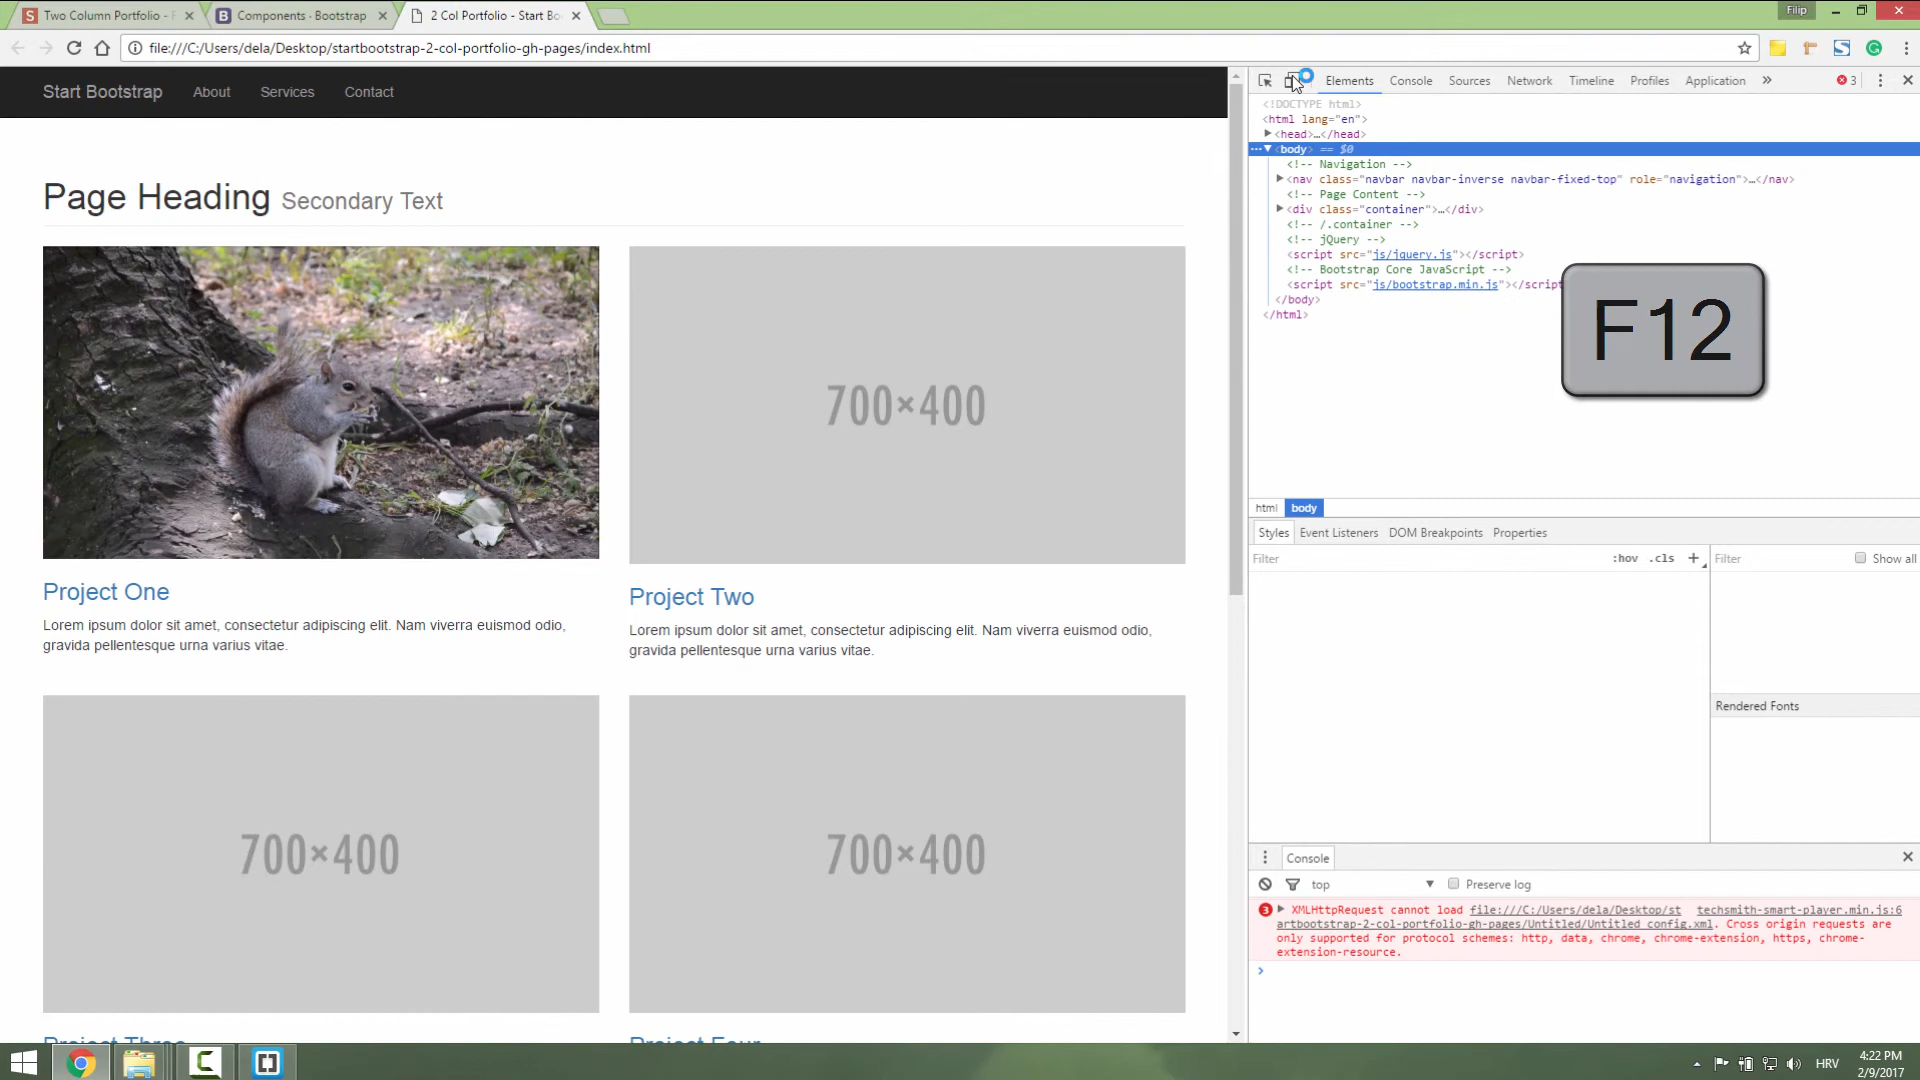 Two Column Portfolio - F
Components · Bootstrap
2 Col Portfolio - Start Bo
Filip
file:///C:/Users/dela/Desktop/startbootstrap-2-col-portfolio-gh-pages/index.html
Start Bootstrap About Services Contact
Page Heading Secondary Text
700×400
Project One
Lorem ipsum dolor sit amet, consectetur adipiscing elit. Nam viverra euismod odio,
gravida pellentesque urna varius vitae.
Project Two
Lorem ipsum dolor sit amet, consectetur adipiscing elit. Nam viverra euismod odio,
gravida pellentesque urna varius vitae.
700×400
700×400
Project Three
Project Four
Elements Console Sources Network Timeline Profiles Application » 3
<!DOCTYPE html>
<html lang="en">
<head>…</head>
<body> == $0
<!-- Navigation -->
<nav class="navbar navbar-inverse navbar-fixed-top" role="navigation">…</nav>
<!-- Page Content -->
<div class="container">…</div>
<!-- /.container -->
<!-- jQuery -->
<script src="js/jquery.js"></script>
<!-- Bootstrap Core JavaScript -->
<script src="js/bootstrap.min.js"></script
</body>
</html>
F12
html body
Styles Event Listeners DOM Breakpoints Properties
Filter :hov .cls + Filter Show all
Rendered Fonts
Console
top Preserve log
3 XMLHttpRequest cannot load file:///C:/Users/dela/Desktop/st techsmith-smart-player.min.js:6
artbootstrap-2-col-portfolio-gh-pages/Untitled/Untitled_config.xml. Cross origin requests are
only supported for protocol schemes: http, data, chrome, chrome-extension, https, chrome-
extension-resource.
HRV
4:22 PM
2/9/2017